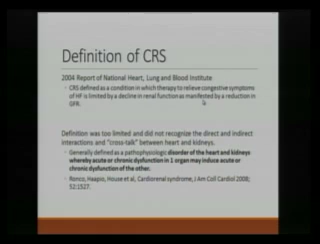 Definition of CRS
2004 Report of National Heart, Lung and Blood Institute
CRS defined as a condition in which therapy to relieve congestive symptoms
of HF is limited by a decline in renal function as manifested by a reduction in
GFR.
Definition was too limited and did not recognize the direct and indirect
interactions and “cross-talk” between heart and kidneys.
Generally defined as a pathophysiologic disorder of the heart and kidneys
whereby acute or chronic dysfunction in 1 organ may induce acute or
chronic dysfunction of the other.
Ronco, Haapio, House et al, Cardiorenal syndrome, J Am Coll Cardiol 2008;
52:1527.